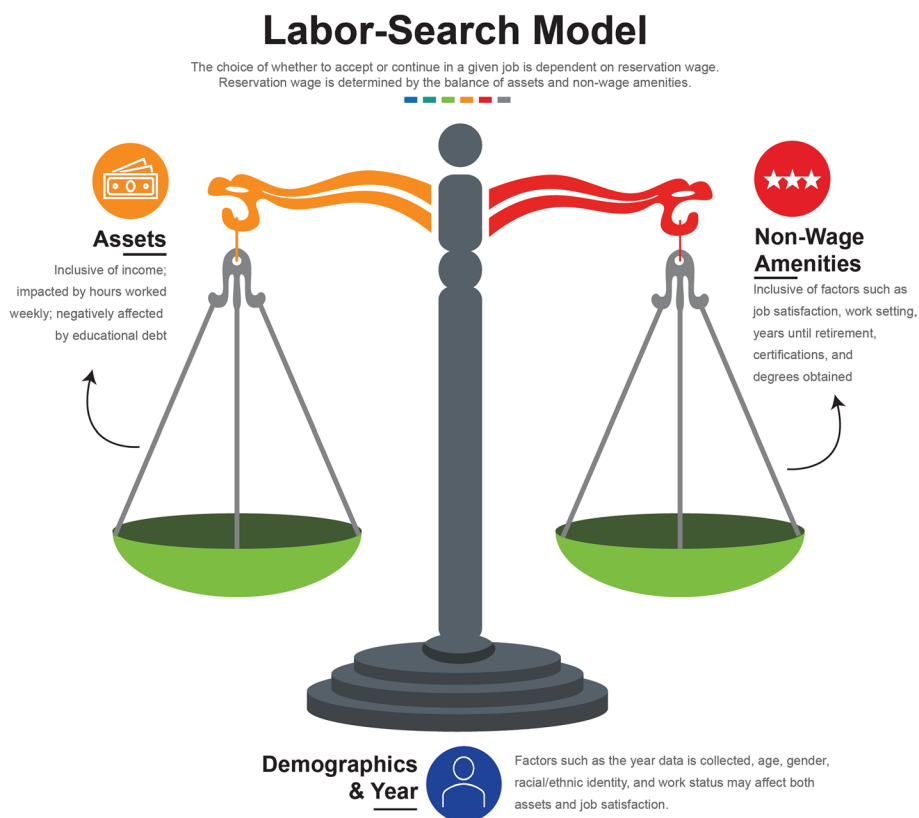 Labor-Search Model
The choice of whether to accept or continue in a given job is dependent on reservation wage.
Reservation wage is determined by the balance of assets and non-wage amenities.
Assets
Inclusive of income;
impacted by hours worked
weekly; negatively affected
by educational debt
Non-Wage
Amenities
Inclusive of factors such as
job satisfaction, work setting,
years until retirement,
certifications, and
degrees obtained
Demographics
& Year
Factors such as the year data is collected, age, gender,
racial/ethnic identity, and work status may affect both
assets and job satisfaction.